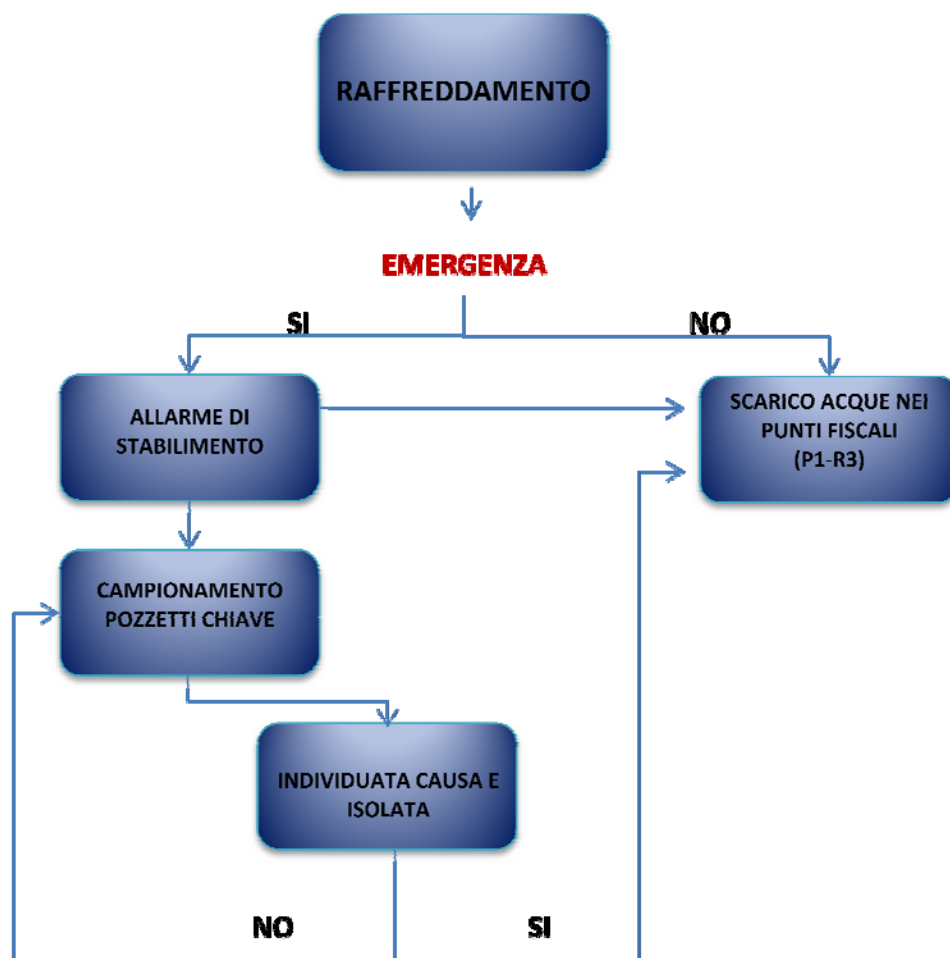 RAFFREDDAMENTO
EMERGENZA
SI
NO
ALLARME DI
STABILIMENTO
SCARICO ACQUE NEI
PUNTI FISCALI
(P1-R3)
CAMPIONAMENTO
POZZETTI CHIAVE
INDIVIDUATA CAUSA E
ISOLATA
NO
SI